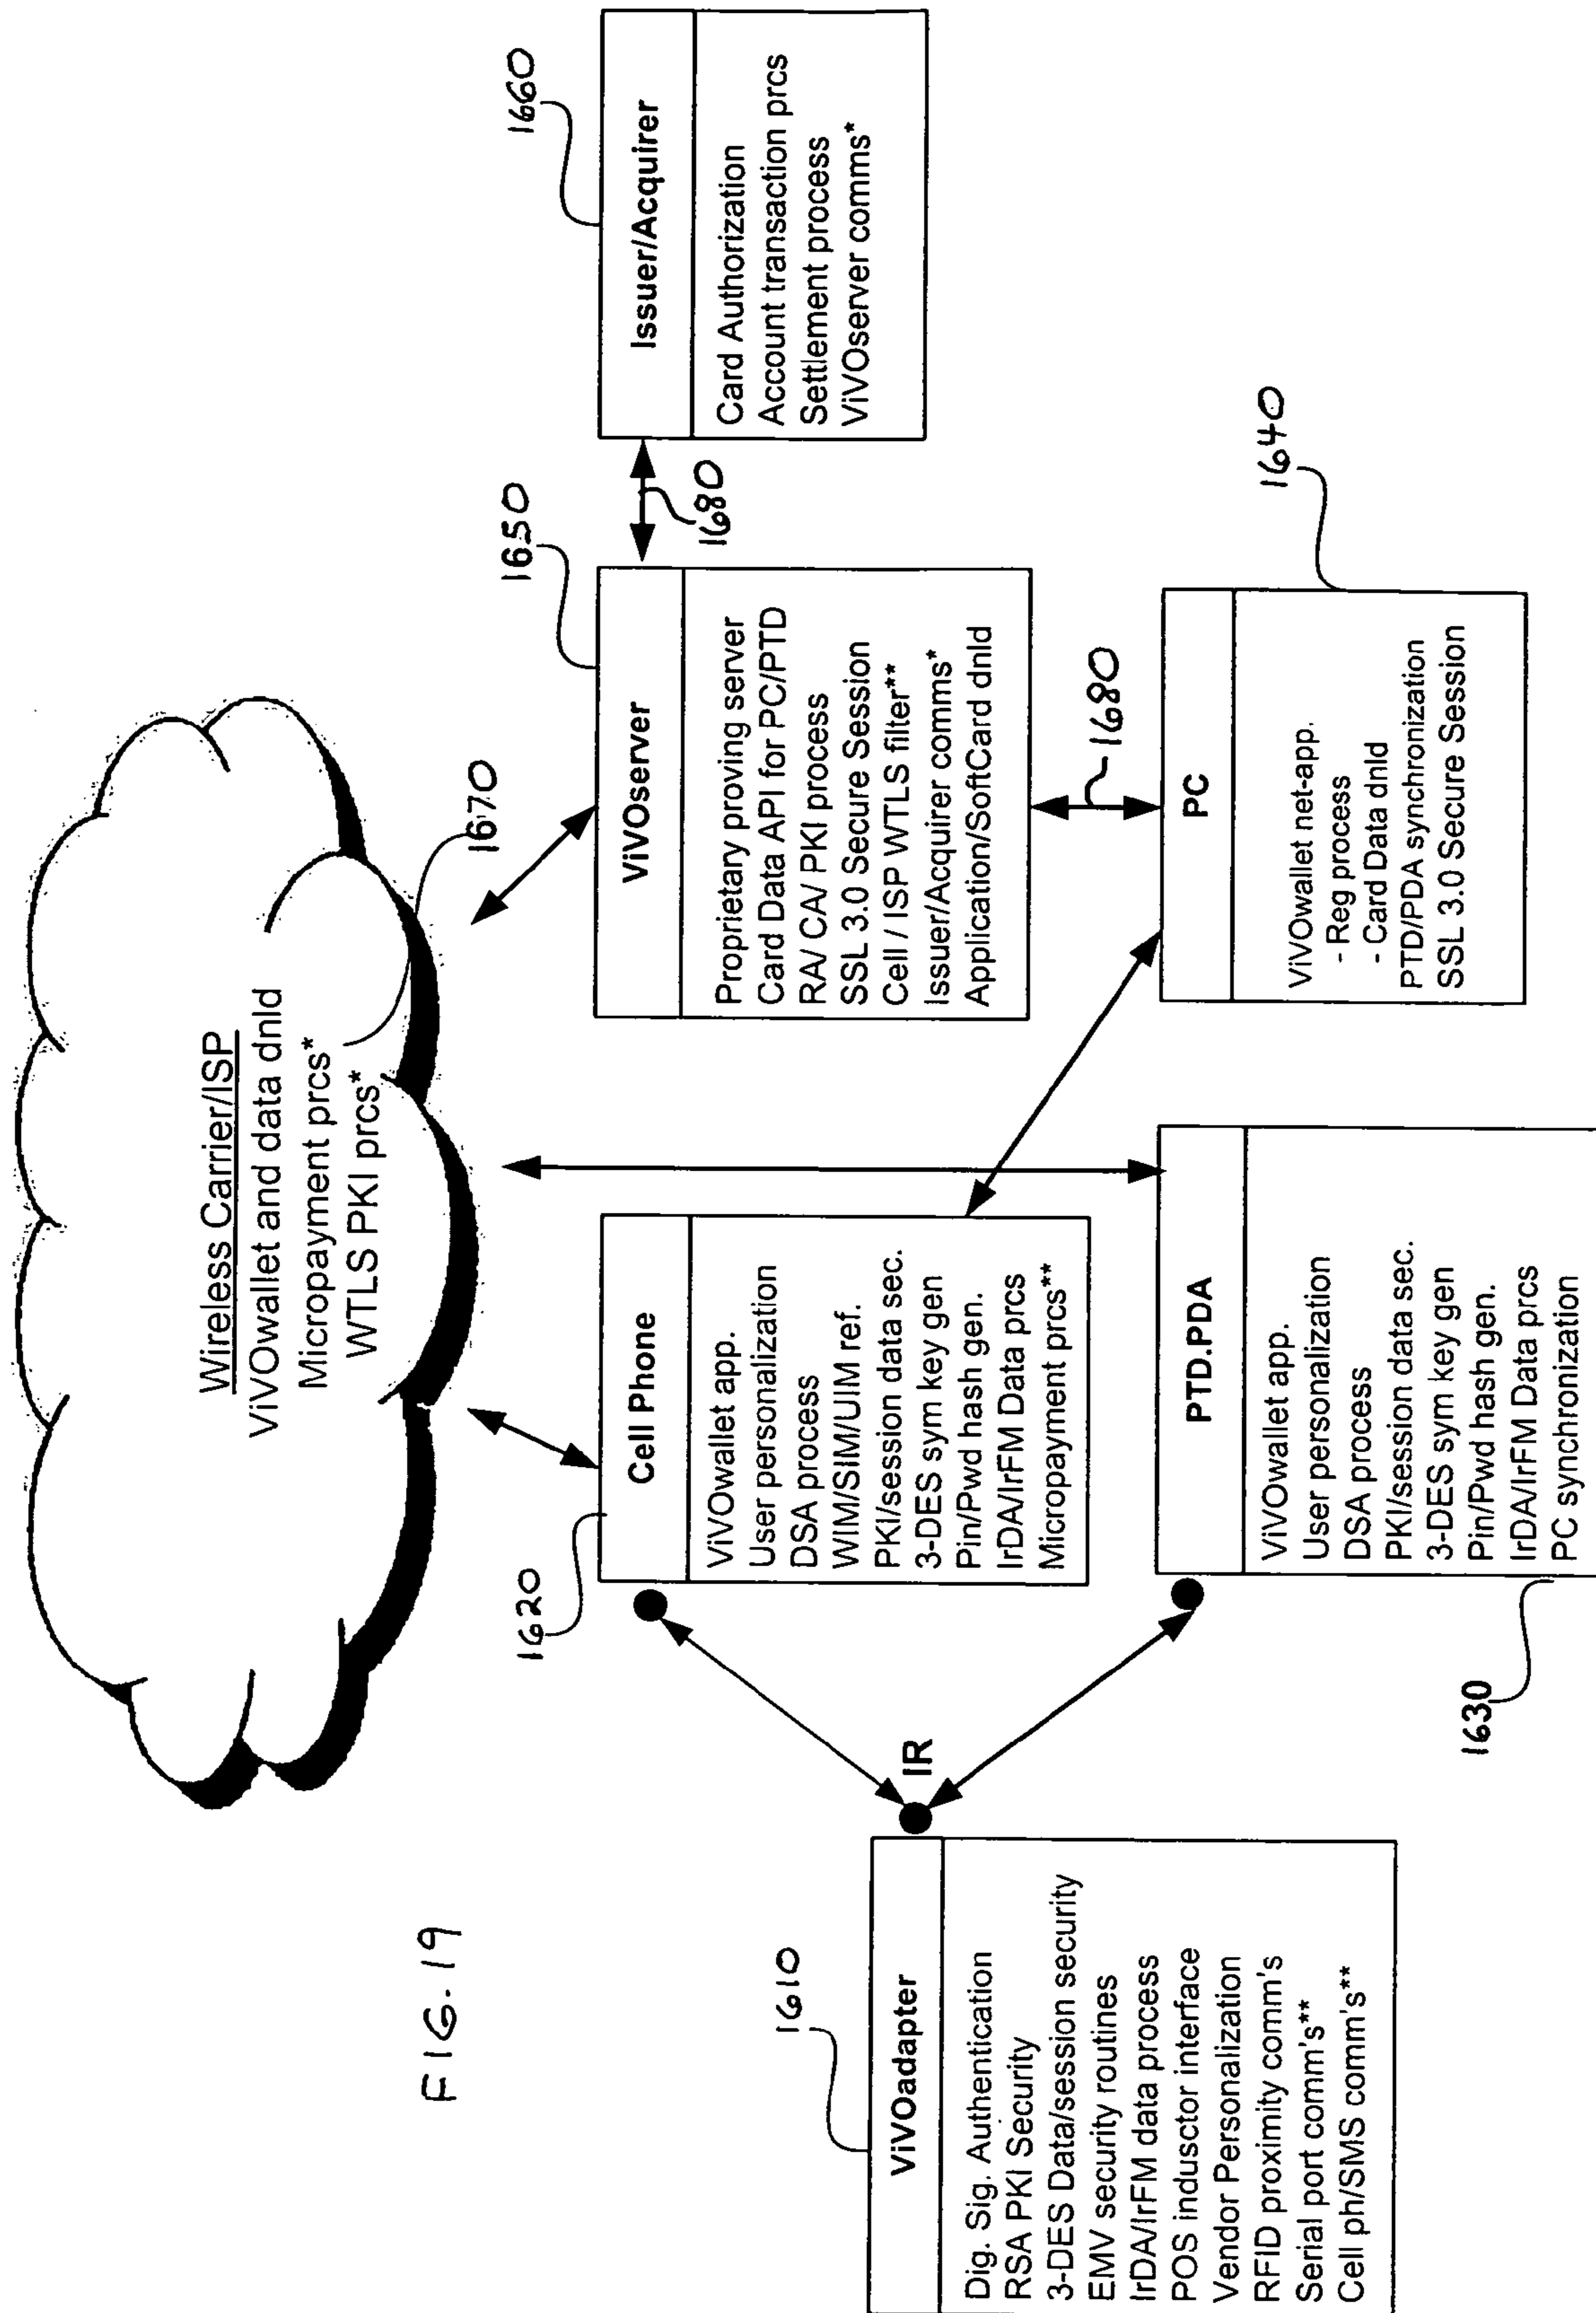 FIG. 19
Wireless Carrier/ISP
ViVOwallet and data dnld
Micropayment prcs*
WTLS PKI prcs*
1670
1610
ViVOadapter
Dig. Sig. Authentication
RSA PKI Security
3-DES Data/session security
EMV security routines
IrDA/IrFM data process
POS indusctor interface
Vendor Personalization
RFID proximity comm's
Serial port comm's**
Cell ph/SMS comm's**
IR
1620
Cell Phone
ViVOwallet app.
User personalization
DSA process
WIM/SIM/UIM ref.
PKI/session data sec.
3-DES sym key gen
Pin/Pwd hash gen.
IrDA/IrFM Data prcs
Micropayment prcs**
1630
PTD.PDA
ViVOwallet app.
User personalization
DSA process
PKI/session data sec.
3-DES sym key gen
Pin/Pwd hash gen.
IrDA/IrFM Data prcs
PC synchronization
1650
ViVOserver
Proprietary proving server
Card Data API for PC/PTD
RA/ CA/ PKI process
SSL 3.0 Secure Session
Cell / ISP WTLS filter**
Issuer/Acquirer comms*
Application/SoftCard dnld
1680
1640
PC
ViVOwallet net-app.
- Reg process
- Card Data dnld
PTD/PDA synchronization
SSL 3.0 Secure Session
1680
1660
Issuer/Acquirer
Card Authorization
Account transaction prcs
Settlement process
ViVOserver comms*